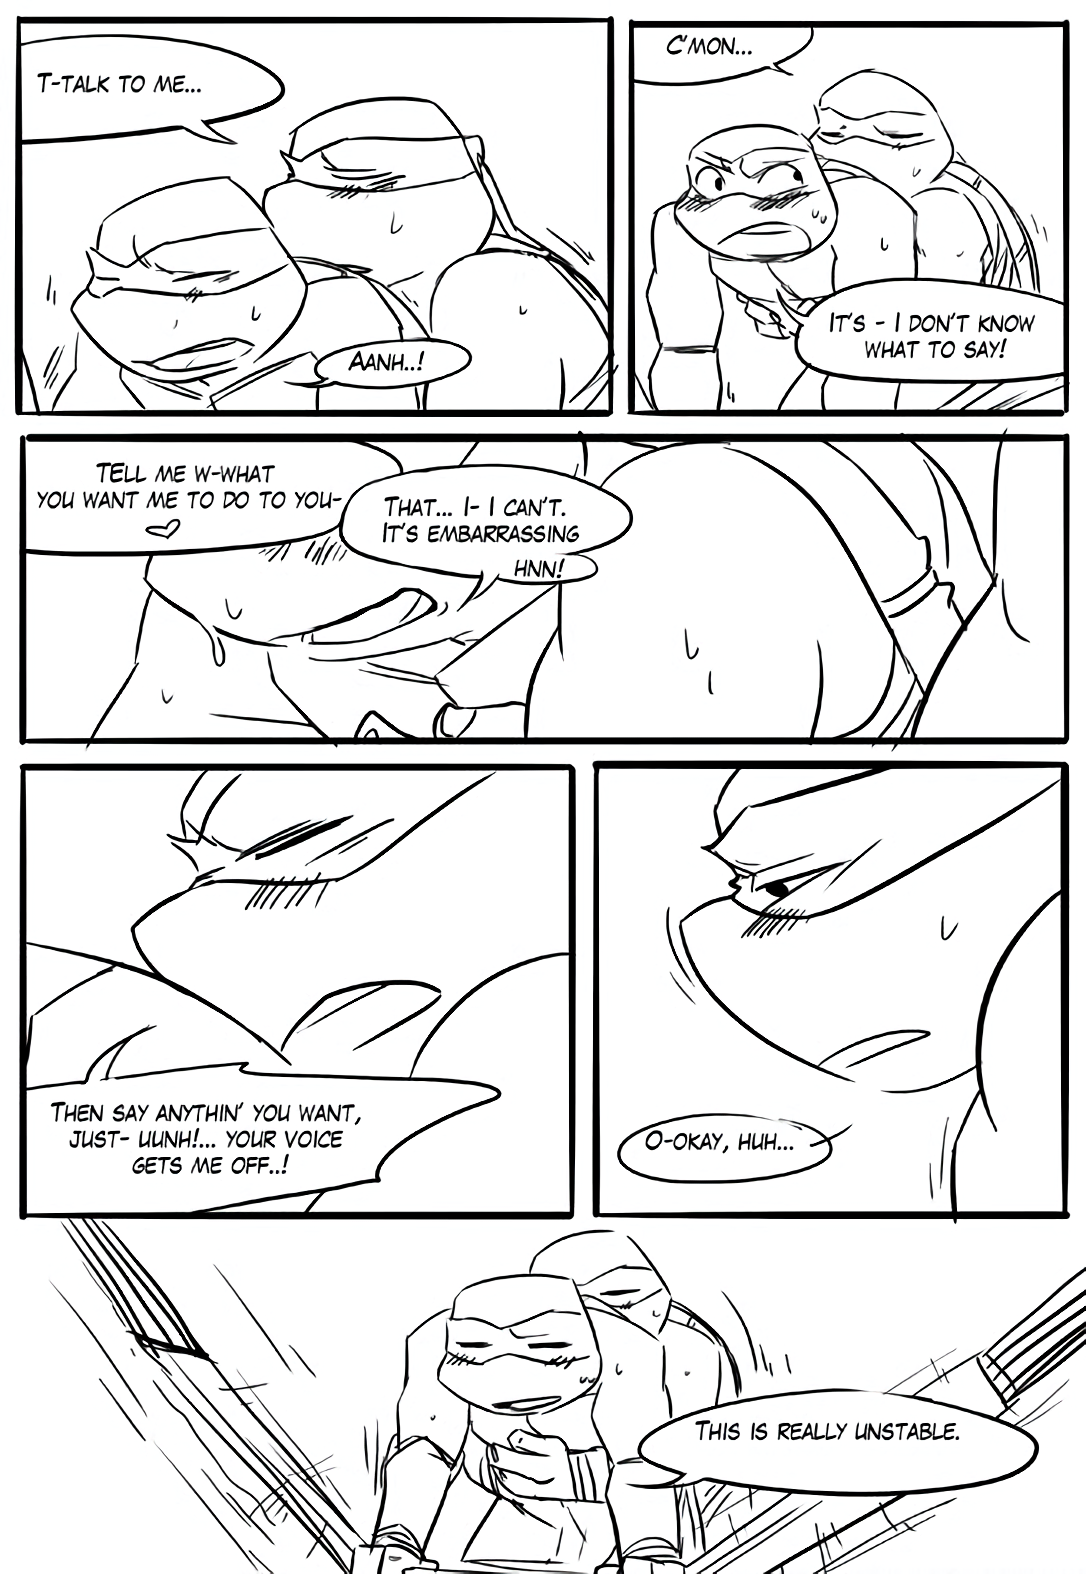 T-TALK TO ME...
AANH..!
C'MON...
IT'S - I DON'T KNOW
WHAT TO SAY!
TELL ME W-WHAT
YOU WANT ME TO DO TO YOU-
♡
THAT... I- I CAN'T.
IT'S EMBARRASSING
HNN!
THEN SAY ANYTHIN' YOU WANT,
JUST- UUNH!... YOUR VOICE
GETS ME OFF..!
O-OKAY, HUH...
THIS IS REALLY UNSTABLE.